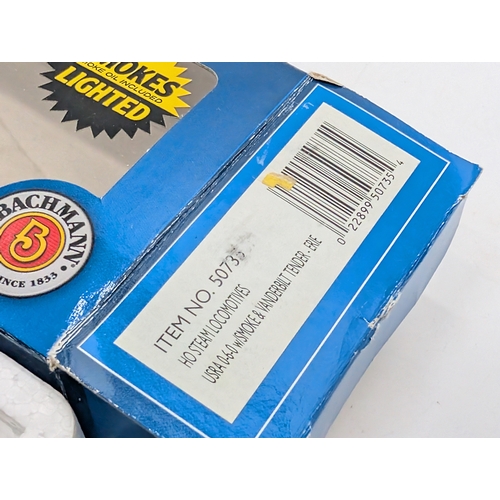 SMOKES
SMOKE OIL INCLUDED
LIGHTED
BACHMANN
B
SINCE 1833
ITEM NO. 50735
HO STEAM LOCOMOTIVES
USRA 0-6-0 w/SMOKE & VANDERBILT TENDER - ERIE
0 22899 50735 4